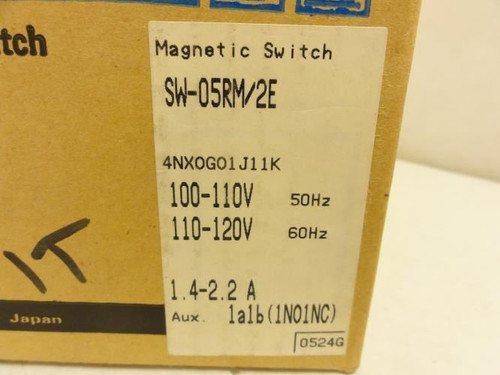 tch
Magnetic Switch
SW-05RM/2E
4NX0G01J11K
100-110V 50Hz
110-120V 60Hz
1.4-2.2 A
Aux. 1a1b(1NO1NC)
0524G
Japan